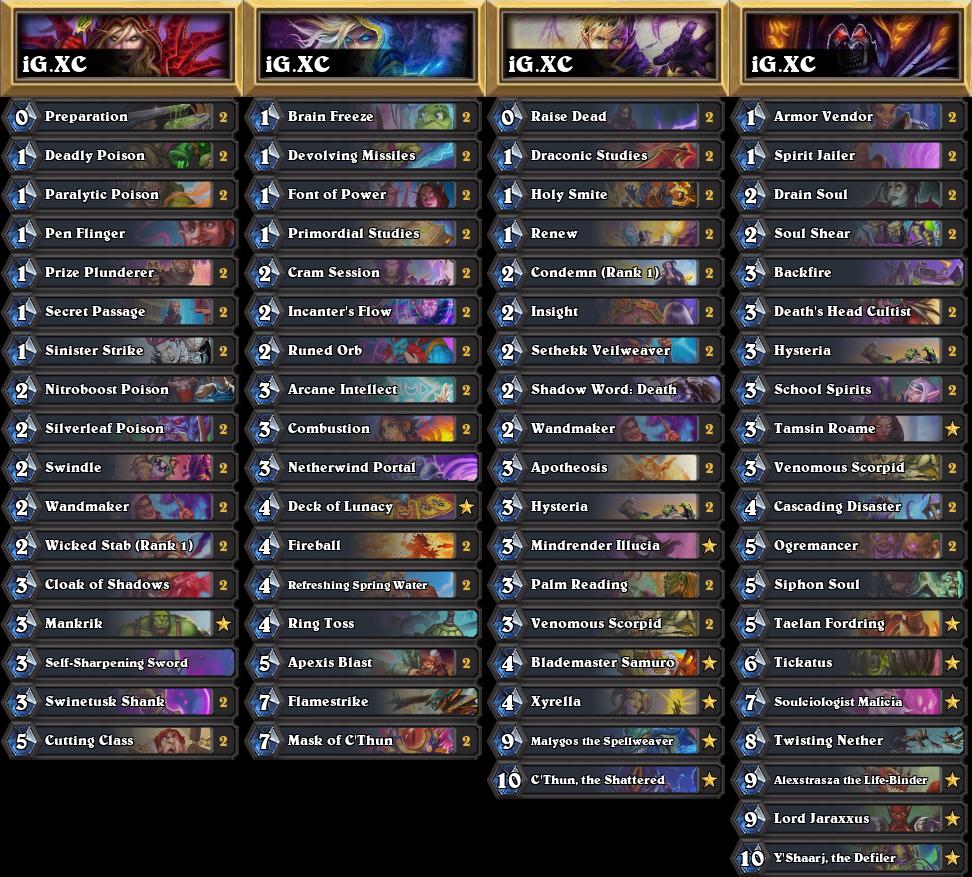 iG.XC
0 Preparation 2
1 Deadly Poison 2
1 Paralytic Poison 2
1 Pen Flinger
1 Prize Plunderer 2
1 Secret Passage 2
1 Sinister Strike 2
2 Nitroboost Poison
2 Silverleaf Poison 2
2 Swindle 2
2 Wandmaker 2
2 Wicked Stab (Rank 1) 2
3 Cloak of Shadows 2
3 Mankrik
3 Self-Sharpening Sword
3 Swinetusk Shank 2
5 Cutting Class 2
iG.XC
1 Brain Freeze 2
1 Devolving Missiles 2
1 Font of Power 2
1 Primordial Studies 2
2 Cram Session 2
2 Incanter's Flow 2
2 Runed Orb 2
3 Arcane Intellect 2
3 Combustion 2
3 Netherwind Portal
4 Deck of Lunacy
4 Fireball 2
4 Refreshing Spring Water 2
4 Ring Toss
5 Apexis Blast 2
7 Flamestrike
7 Mask of C'Thun 2
iG.XC
0 Raise Dead 2
1 Draconic Studies 2
1 Holy Smite 2
1 Renew 2
2 Condemn (Rank 1) 2
2 Insight 2
2 Sethekk Veilweaver 2
2 Shadow Word: Death
2 Wandmaker 2
3 Apotheosis 2
3 Hysteria 2
3 Mindrender Illucia
3 Palm Reading 2
3 Venomous Scorpid 2
4 Blademaster Samuro
4 Xyrella
9 Malygos the Spellweaver
10 C'Thun, the Shattered
iG.XC
1 Armor Vendor 2
1 Spirit Jailer 2
2 Drain Soul 2
2 Soul Shear 2
3 Backfire
3 Death's Head Cultist 2
3 Hysteria 2
3 School Spirits 2
3 Tamsin Roame
3 Venomous Scorpid 2
4 Cascading Disaster 2
5 Ogremancer 2
5 Siphon Soul
5 Taelan Fordring
6 Tickatus
7 Soulciologist Malicia
8 Twisting Nether
9 Alexstrasza the Life-Binder
9 Lord Jaraxxus
10 Y'Shaarj, the Defiler